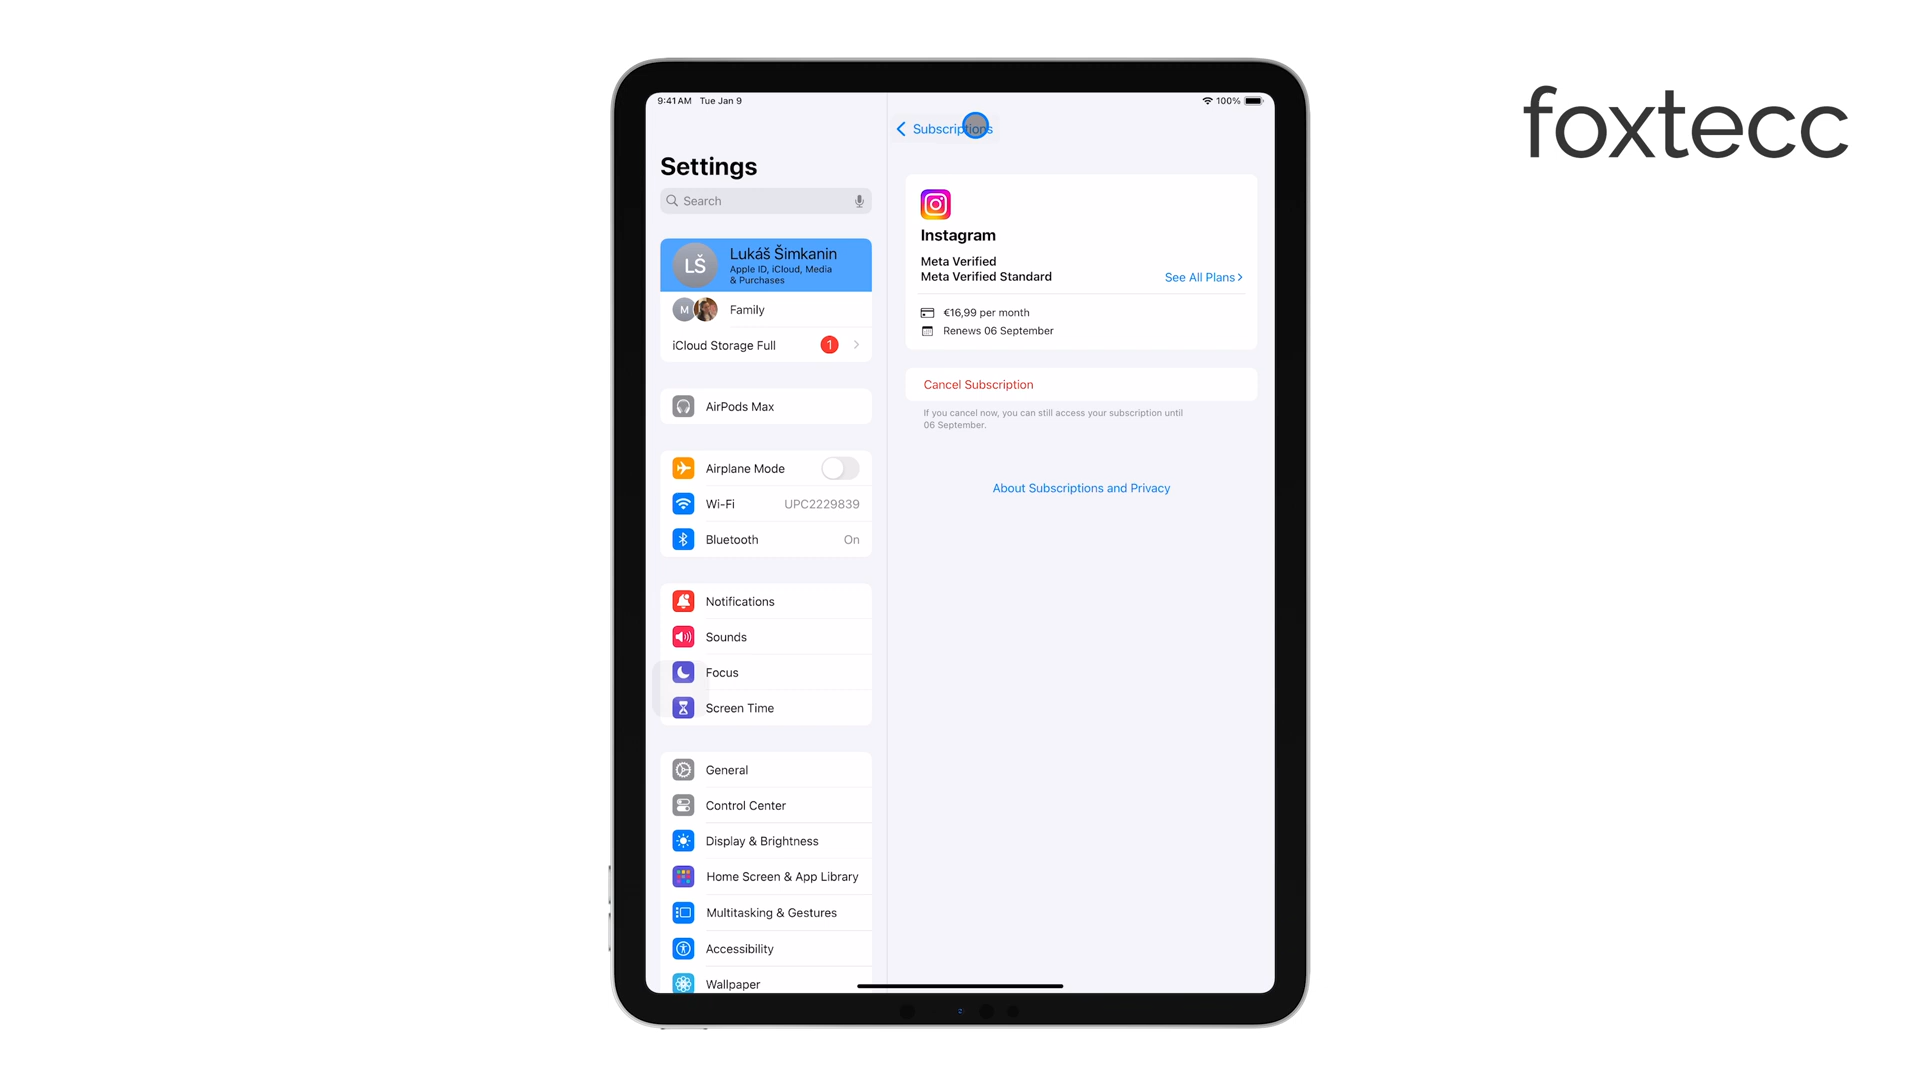 foxtecc
9:41 AM Tue Jan 9
100%
Settings
Search
LŠ
Lukáš Šimkanin
Apple ID, iCloud, Media
& Purchases
M
Family
iCloud Storage Full
1
AirPods Max
Airplane Mode
Wi-Fi
UPC2229839
Bluetooth
On
Notifications
Sounds
Focus
Screen Time
General
Control Center
Display & Brightness
Home Screen & App Library
Multitasking & Gestures
Accessibility
Wallpaper
Subscriptions
Instagram
Meta Verified
Meta Verified Standard
See All Plans
€16,99 per month
Renews 06 September
Cancel Subscription
If you cancel now, you can still access your subscription until
06 September.
About Subscriptions and Privacy